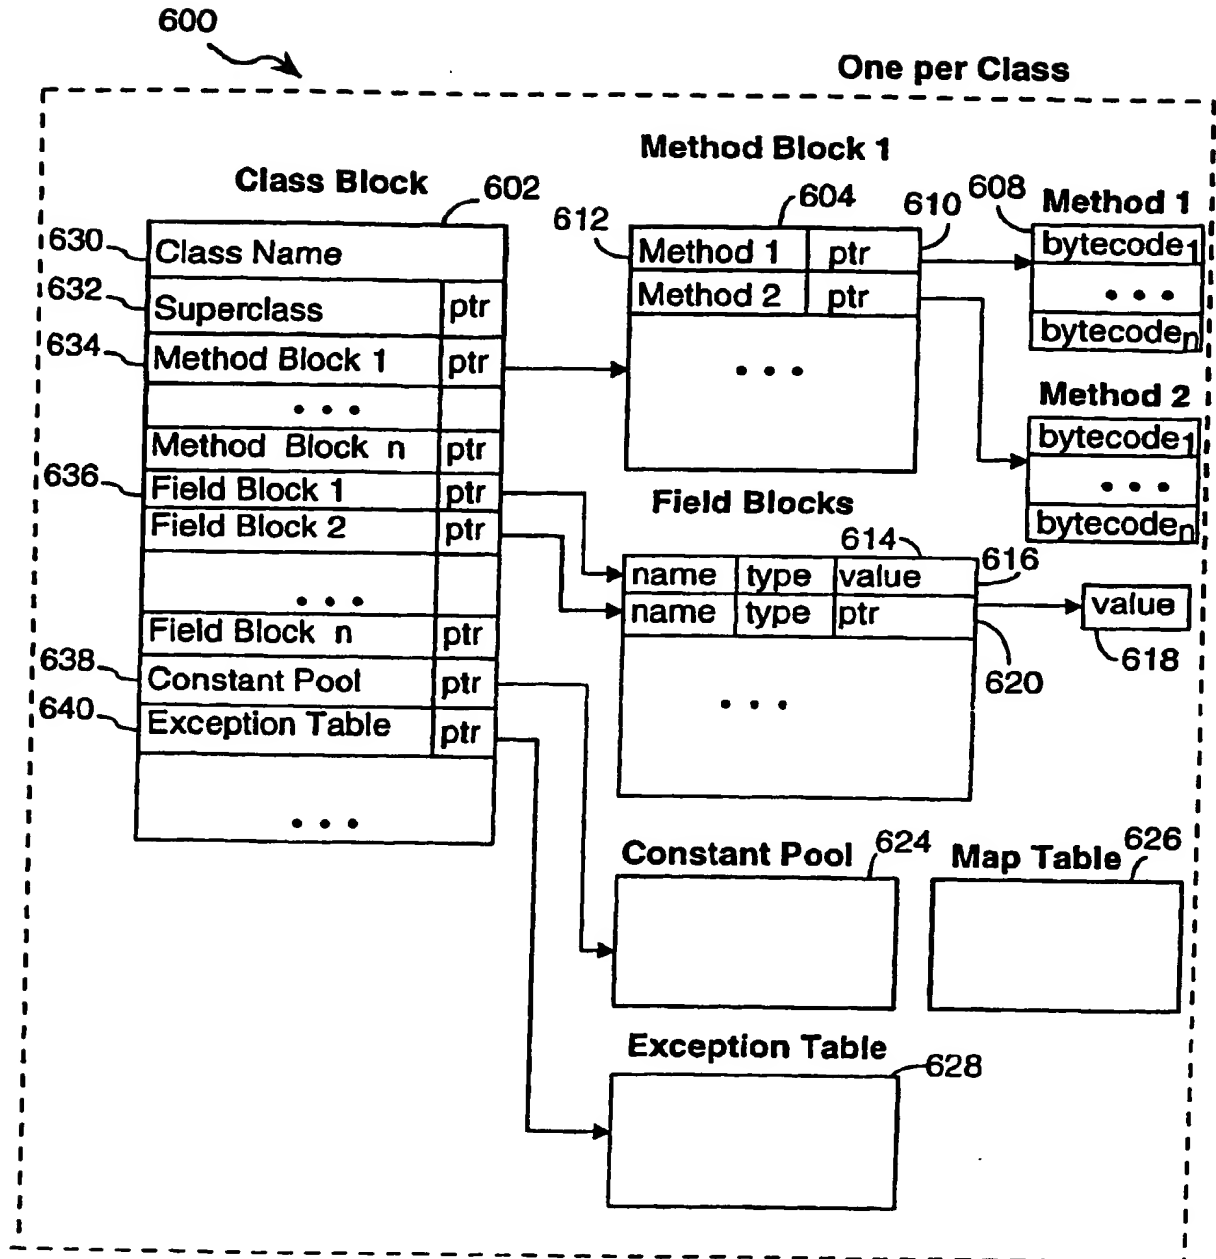 600
One per Class
Class Block
602
630
Class Name
632
Superclass ptr
634
Method Block 1 ptr
• • •
Method Block n ptr
636
Field Block 1 ptr
Field Block 2 ptr
• • •
Field Block n ptr
638
Constant Pool ptr
640
Exception Table ptr
• • •
Method Block 1
604
610
612
Method 1 ptr
Method 2 ptr
• • •
608
Method 1
bytecode1
• • •
bytecoden
Method 2
bytecode1
• • •
bytecoden
Field Blocks
614
616
name type value
name type ptr
620
• • •
value
618
Constant Pool
624
Map Table
626
Exception Table
628